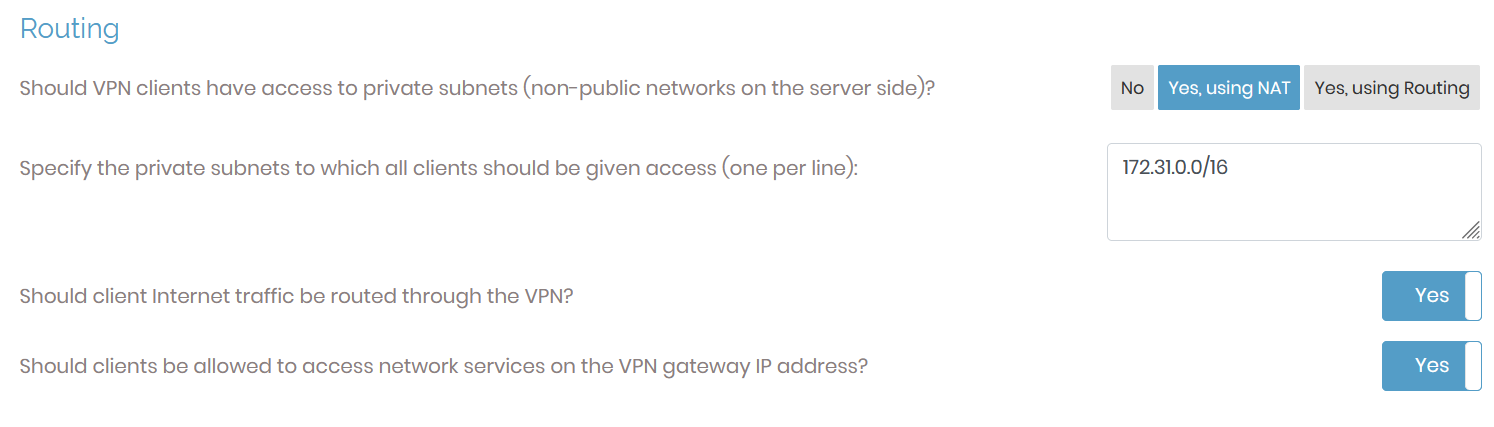 Routing
Should VPN clients have access to private subnets (non-public networks on the server side)?
No
Yes, using NAT
Yes, using Routing
Specify the private subnets to which all clients should be given access (one per line):
172.31.0.0/16
Should client Internet traffic be routed through the VPN?
Yes
Should clients be allowed to access network services on the VPN gateway IP address?
Yes